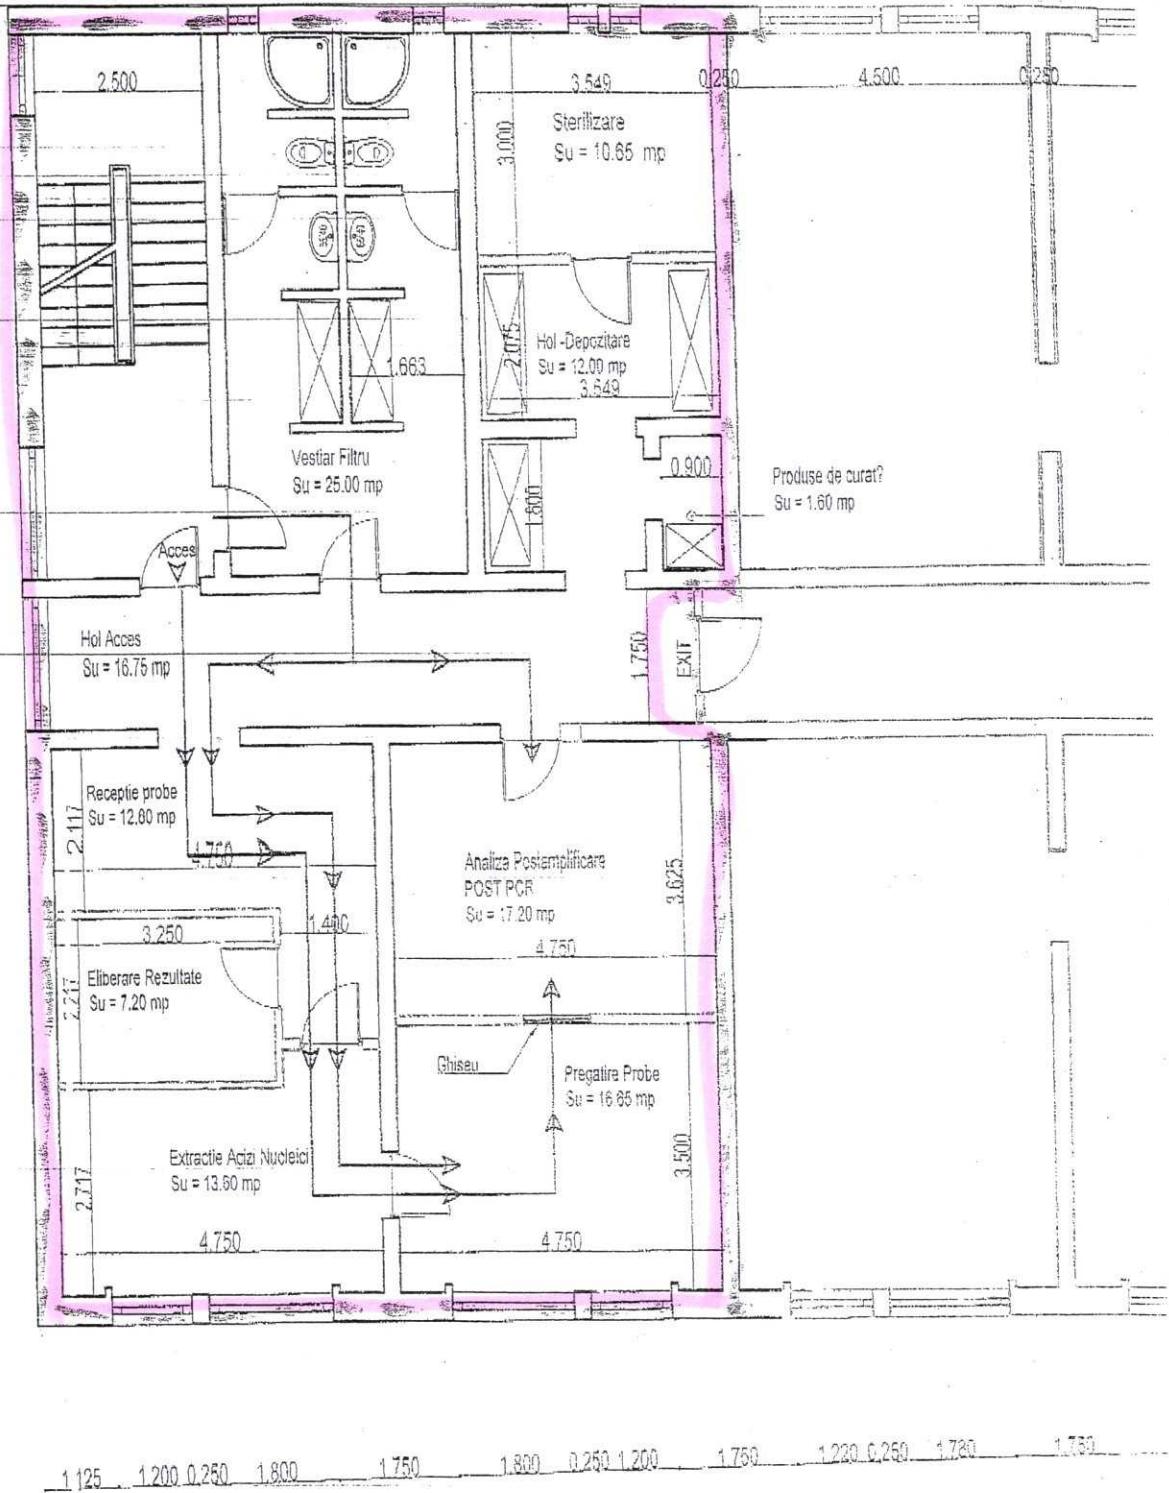 2.500
3.549
0.250
4.500
0.250
Sterilizare
Su = 10.65 mp
3.000
Hol -Depozitare
Su = 12.00 mp
3.549
2.075
1.663
Vestiar Filtru
Su = 25.00 mp
1.600
0.900
Produse de curat?
Su = 1.60 mp
Acces
Hol Acces
Su = 16.75 mp
1.750
EXIT
Receptie probe
Su = 12.60 mp
2.117
4.750
Analiza Postamplificare
POST PCR
Su = 17.20 mp
3.625
4.750
3.250
1.400
Eliberare Rezultate
Su = 7.20 mp
2.217
Ghiseu
Pregatire Probe
Su = 16.65 mp
3.500
Extractie Acizi Nucleici
Su = 13.60 mp
2.717
4.750
4.750
1.125 1.200 0.250 1.800 1.750 1.800 0.250 1.200 1.750 1.220 0.250 1.780 1.750